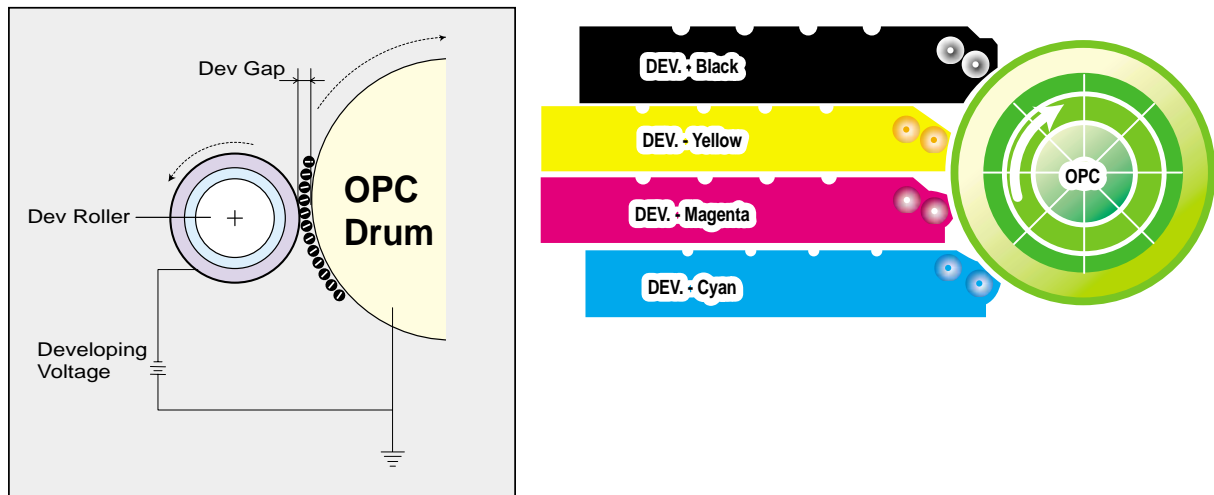 Dev Gap
OPC
Drum
Dev Roller
Developing
Voltage
DEV. - Black
DEV. - Yellow
DEV. - Magenta
DEV. - Cyan
OPC